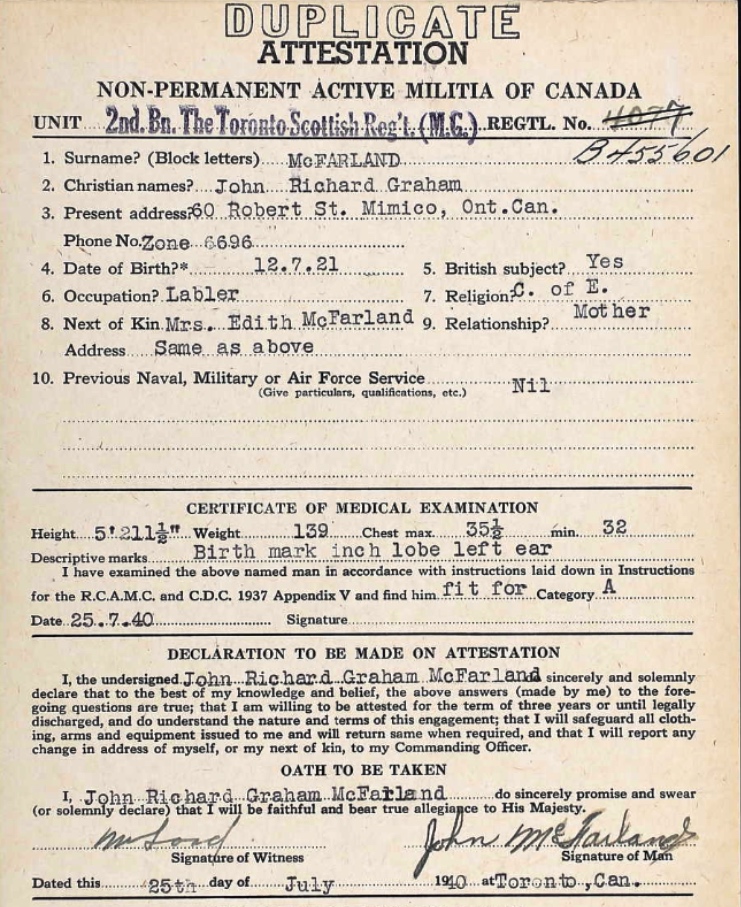 DUPLICATE
ATTESTATION
NON-PERMANENT ACTIVE MILITIA OF CANADA
UNIT 2nd. Bn. The Toronto Scottish Reg't. (M.G.) REGTL. No. 4077
B455601
1. Surname? (Block letters) McFARLAND
2. Christian names? John Richard Graham
3. Present address? 60 Robert St. Mimico, Ont.Can.
Phone No. Zone 6696
4. Date of Birth?* 12.7.21 5. British subject? Yes
6. Occupation? Labler 7. Religion? C. of E.
8. Next of Kin Mrs. Edith McFarland 9. Relationship? Mother
Address Same as above
10. Previous Naval, Military or Air Force Service Nil
(Give particulars, qualifications, etc.)
CERTIFICATE OF MEDICAL EXAMINATION
Height 5'211½" Weight 139 Chest max. 35½ min. 32
Descriptive marks Birth mark inch lobe left ear
I have examined the above named man in accordance with instructions laid down in Instructions
for the R.C.A.M.C. and C.D.C. 1937 Appendix V and find him fit for Category A
Date 25.7.40 Signature
DECLARATION TO BE MADE ON ATTESTATION
I, the undersigned John Richard Graham McFarland do sincerely and solemnly
declare that to the best of my knowledge and belief, the above answers (made by me) to the fore-
going questions are true; that I am willing to be attested for the term of three years or until legally
discharged, and do understand the nature and terms of this engagement; that I will safeguard all cloth-
ing, arms and equipment issued to me and will return same when required, and that I will report any
change in address of myself, or my next of kin, to my Commanding Officer.
OATH TO BE TAKEN
I, John Richard Graham McFarland do sincerely promise and swear
(or solemnly declare) that I will be faithful and bear true allegiance to His Majesty.
John McFarland
Signature of Witness Signature of Man
Dated this 25th day of July 1940 at Toronto, Can.